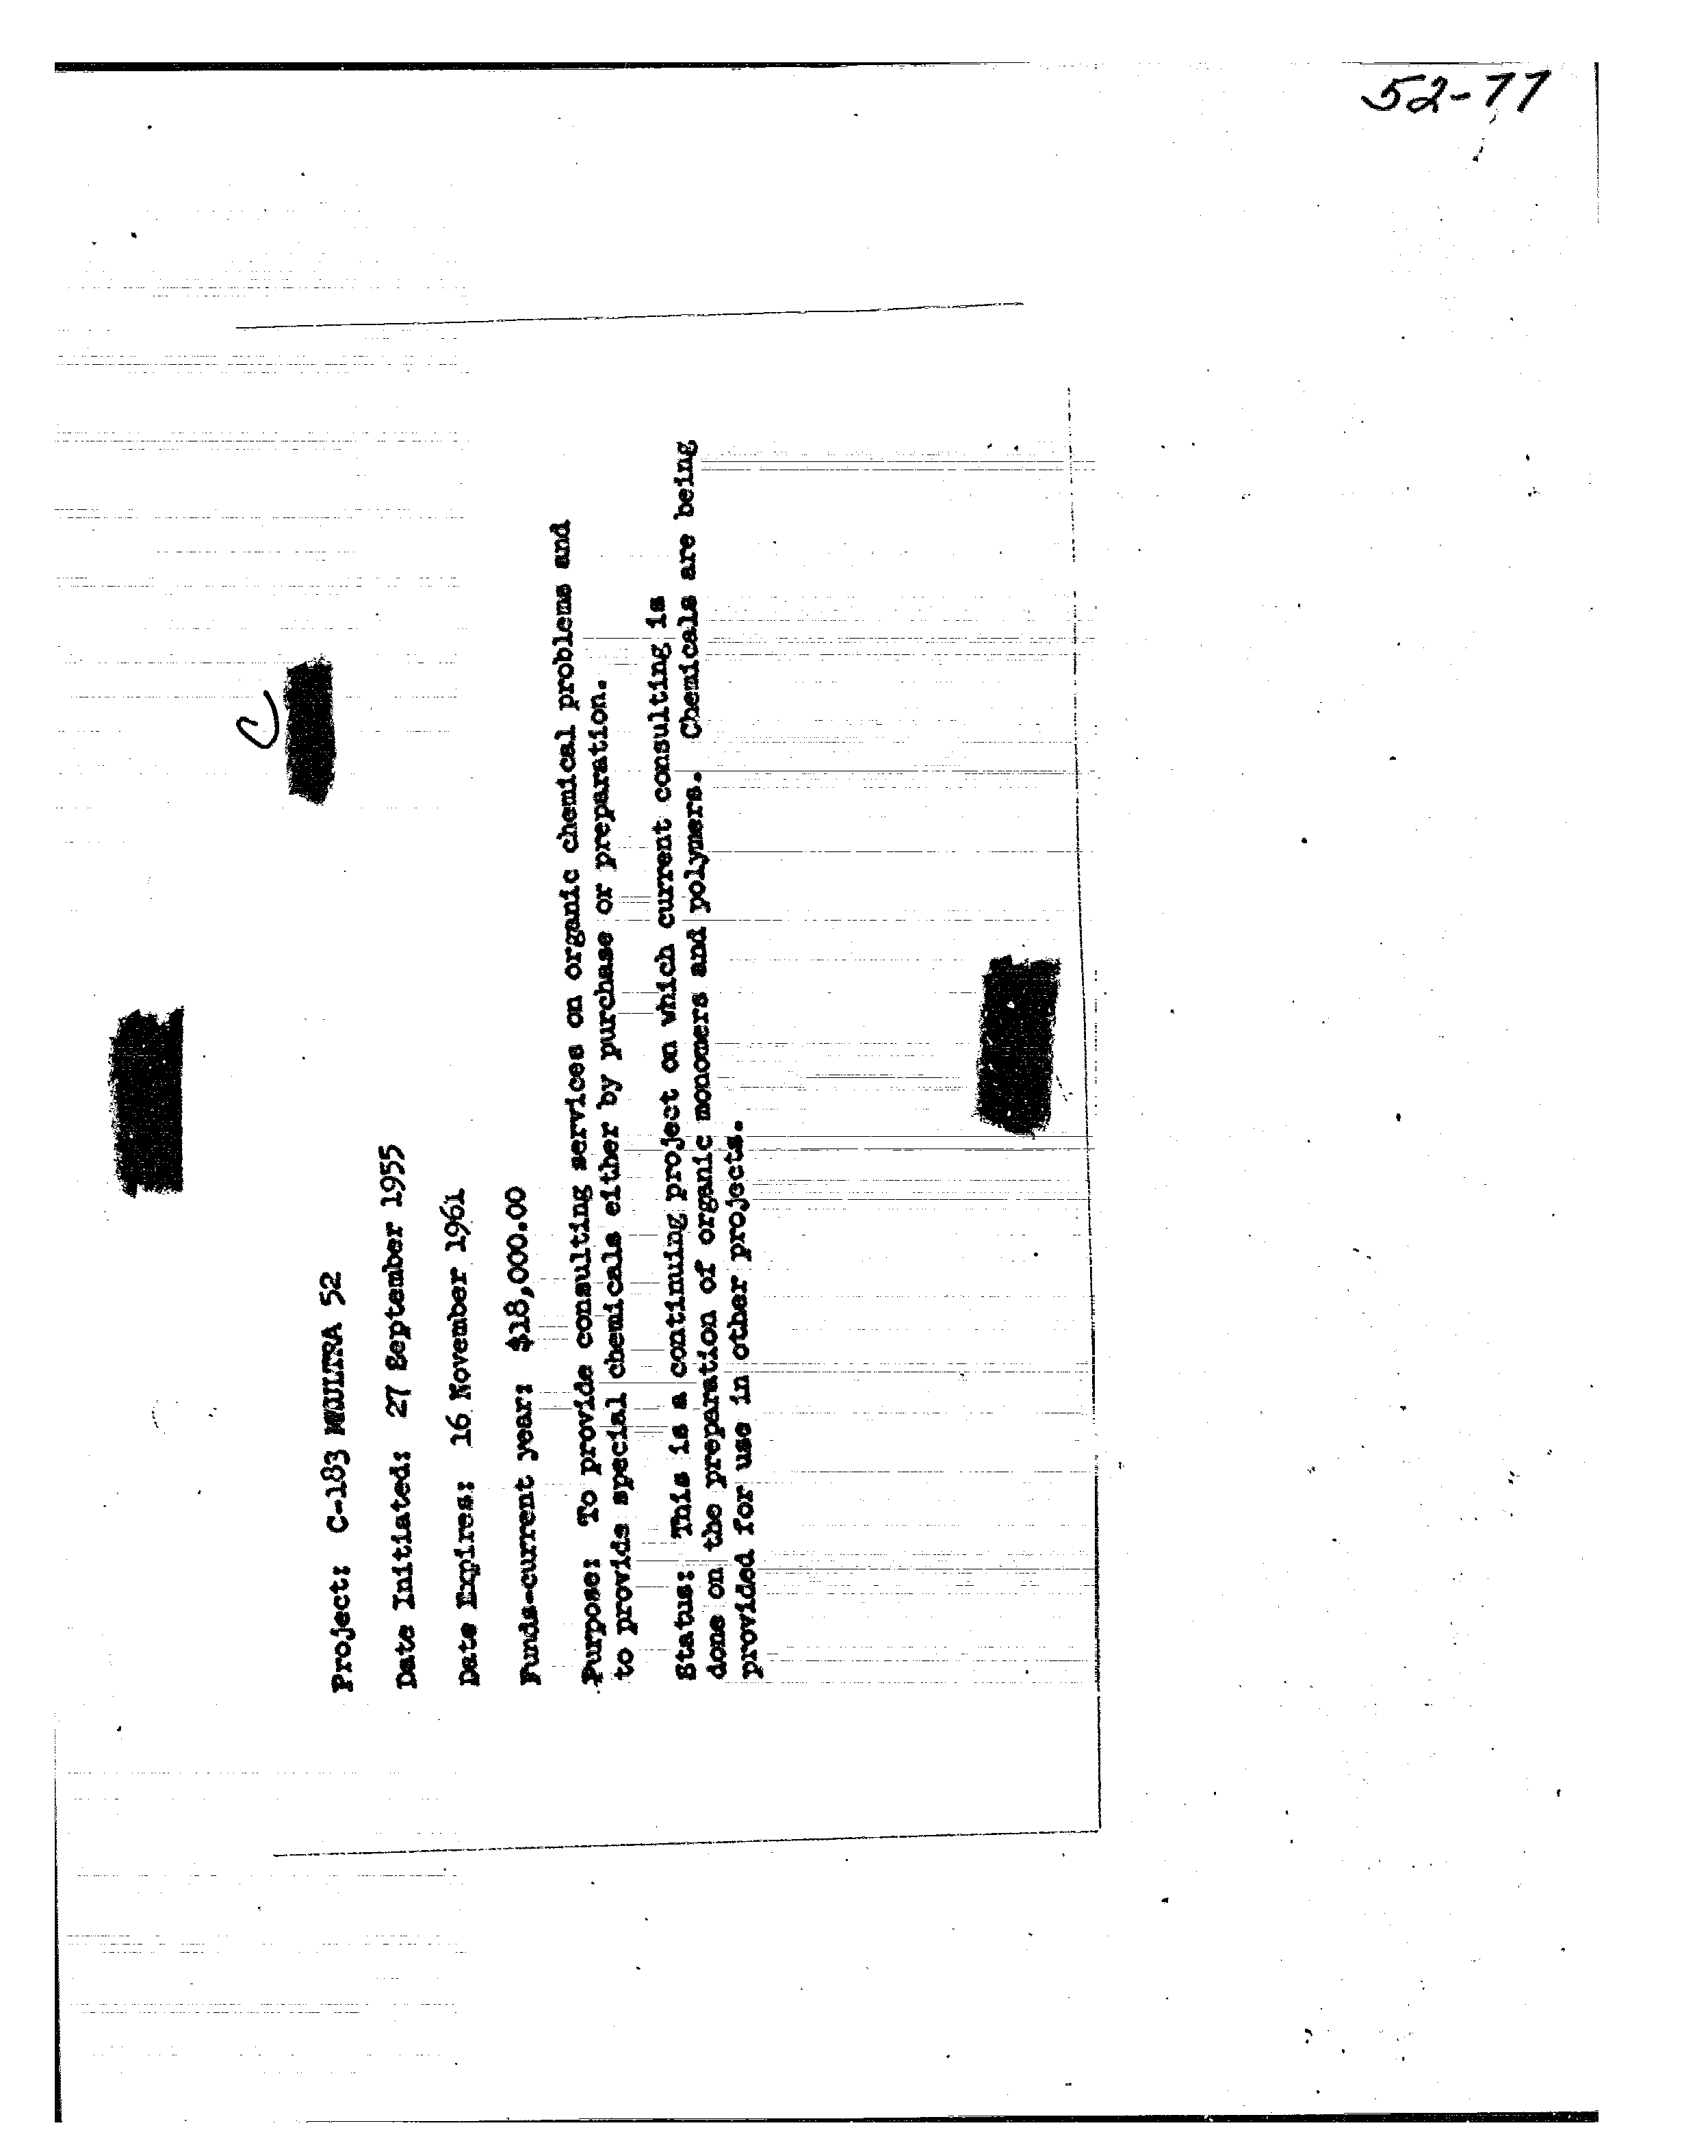 52-77
C
Project: C-183 MKULTRA 52
Date Initiated: 27 September 1955
Date Expires: 16 November 1961
Funds-current year: $18,000.00
Purpose: To provide consulting services on organic chemical problems and
to provide special chemicals either by purchase or preparation.
Status: This is a continuing project on which current consulting is
done on the preparation of organic monomers and polymers. Chemicals are being
provided for use in other projects.